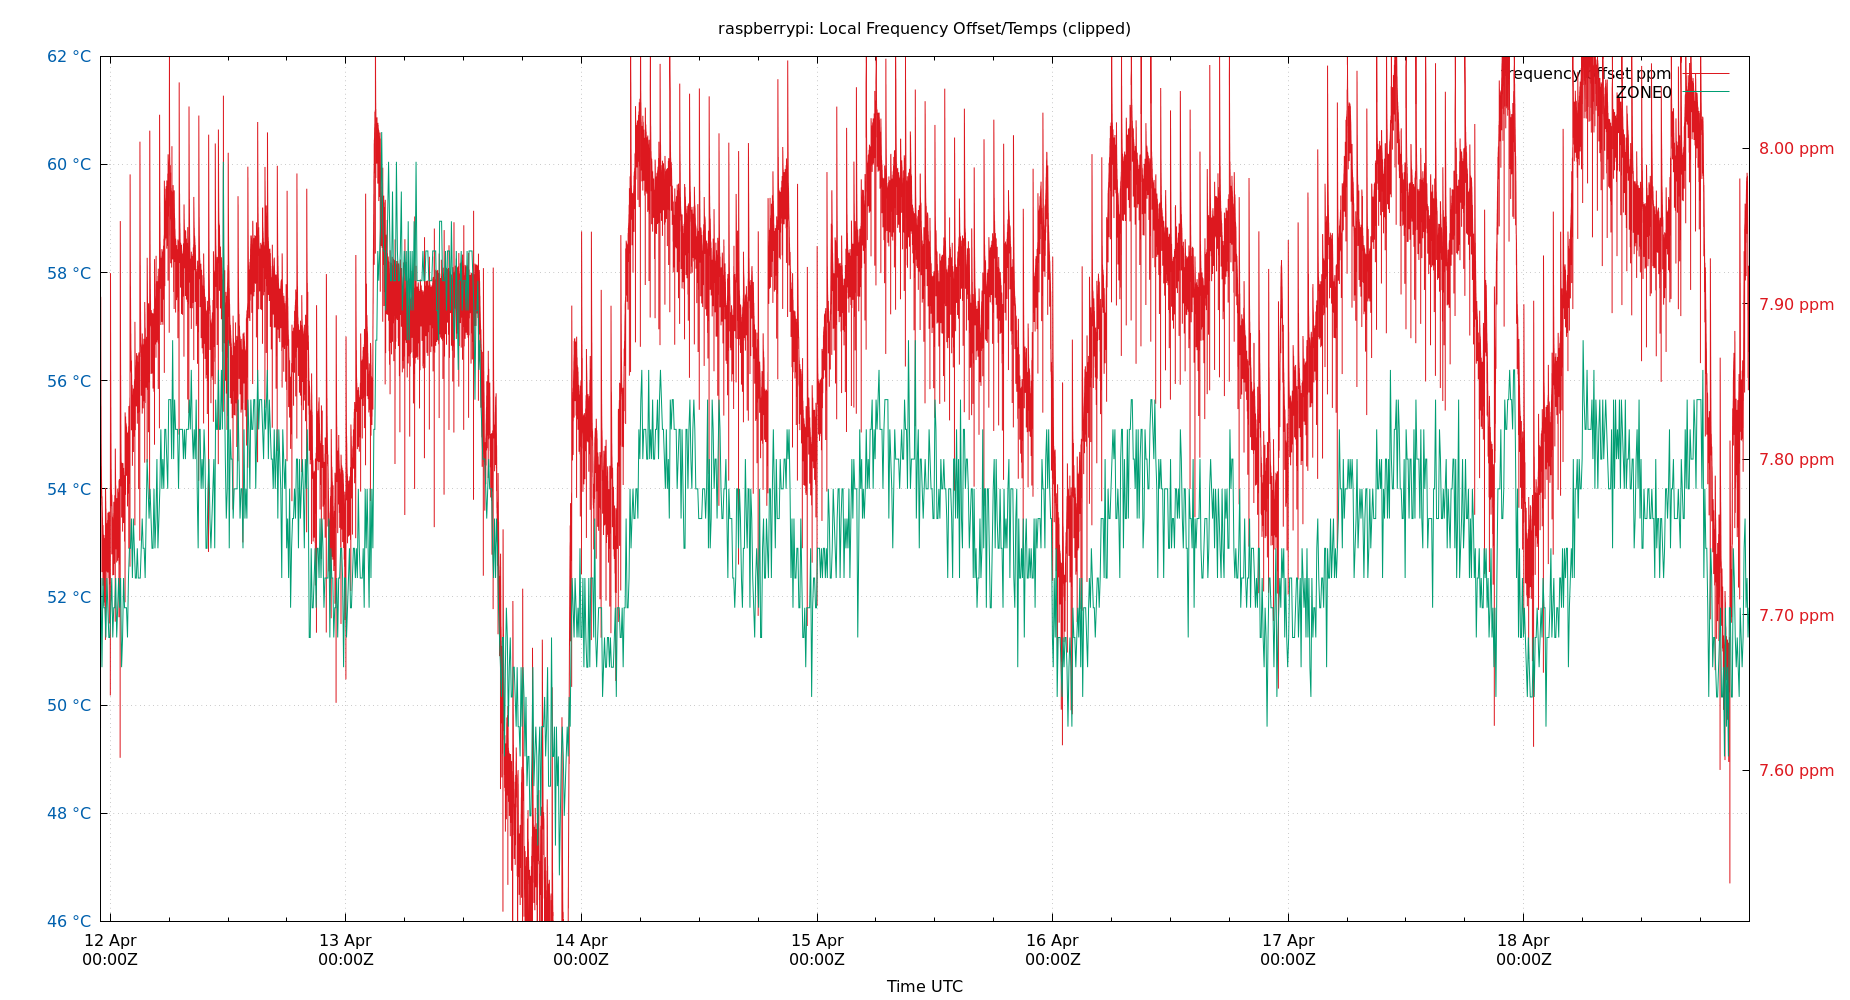 raspberrypi: Local Frequency Offset/Temps (clipped)
62 °C
60 °C
58 °C
56 °C
54 °C
52 °C
50 °C
48 °C
46 °C
requency offset ppm
ZONE0
8.00 ppm
7.90 ppm
7.80 ppm
7.70 ppm
7.60 ppm
12 Apr
00:00Z
13 Apr
00:00Z
14 Apr
00:00Z
15 Apr
00:00Z
16 Apr
00:00Z
17 Apr
00:00Z
18 Apr
00:00Z
Time UTC